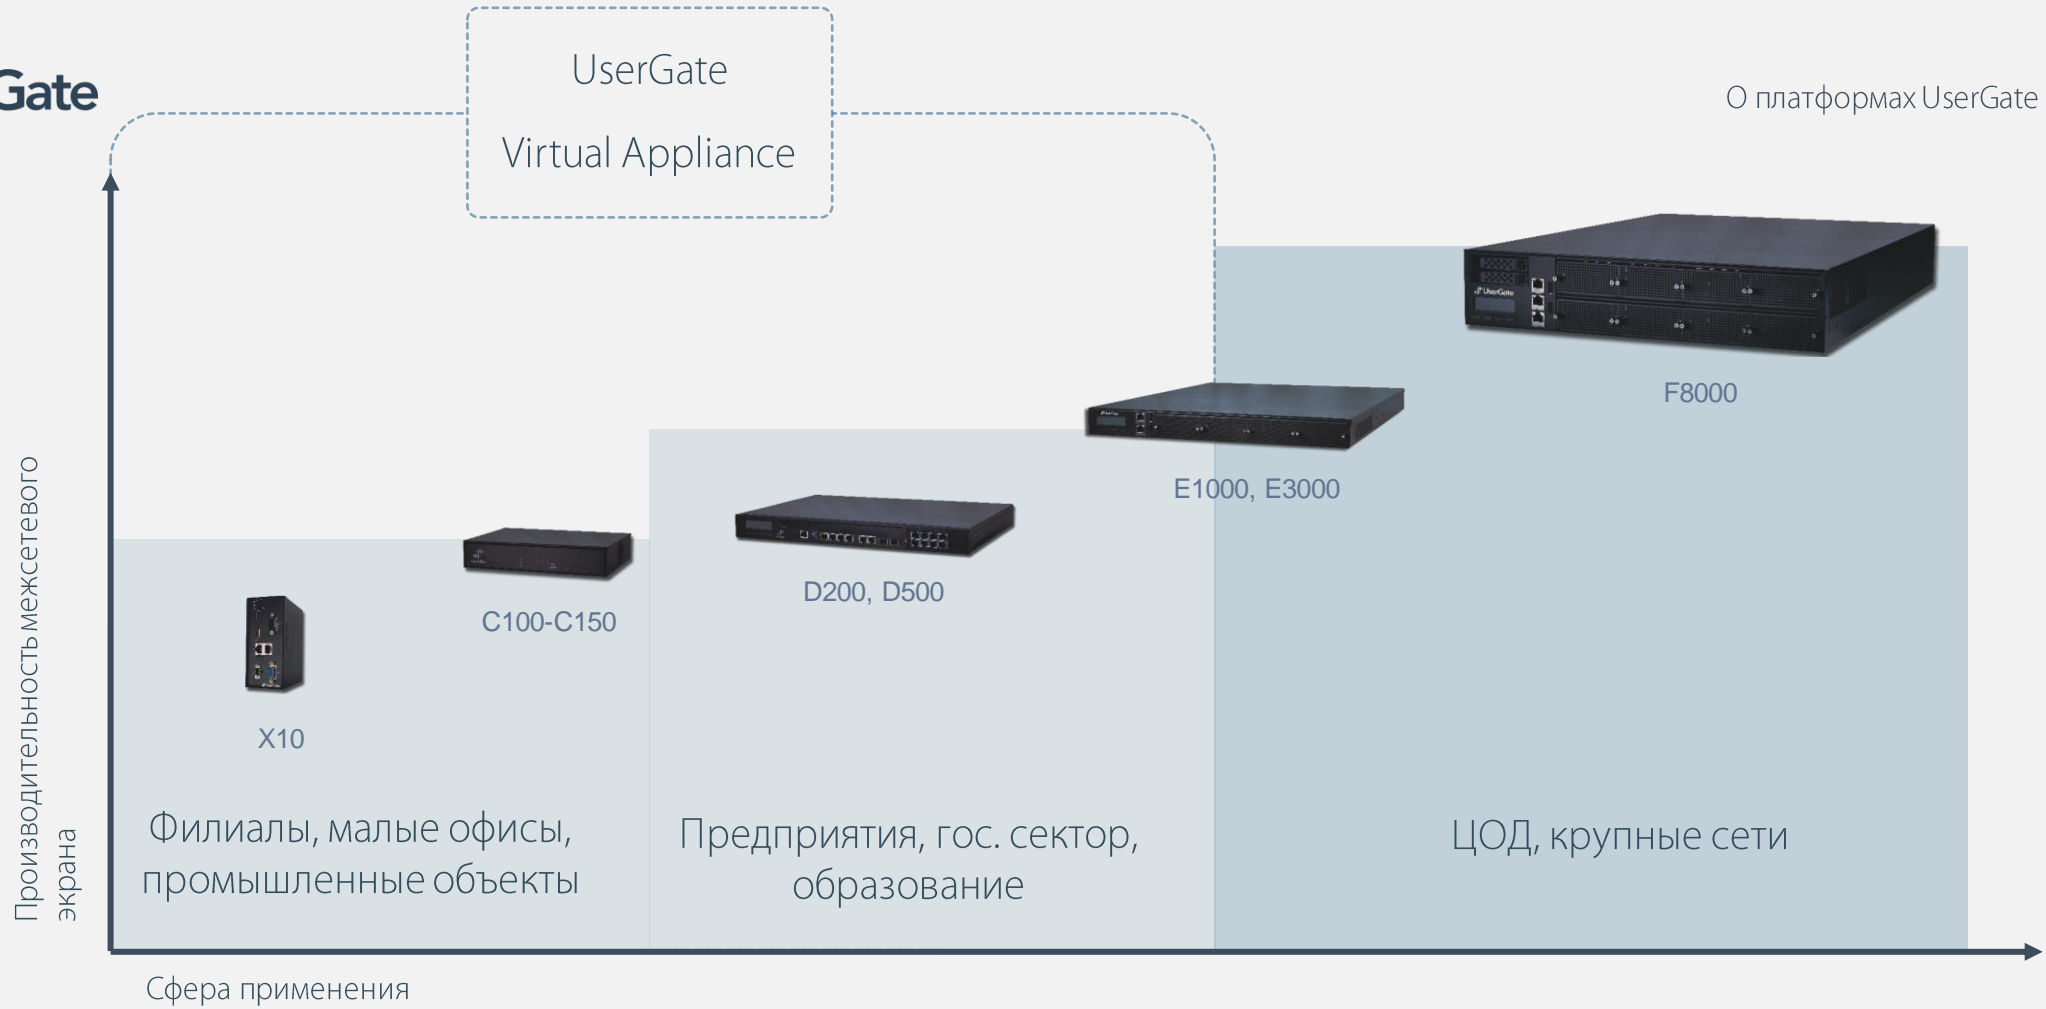 Gate
UserGate
Virtual Appliance
О платформах UserGate
UserGate
F8000
E1000, E3000
D200, D500
C100-C150
X10
Производительность межсетевого
экрана
Филиалы, малые офисы,
промышленные объекты
Предприятия, гос. сектор,
образование
ЦОД, крупные сети
Сфера применения